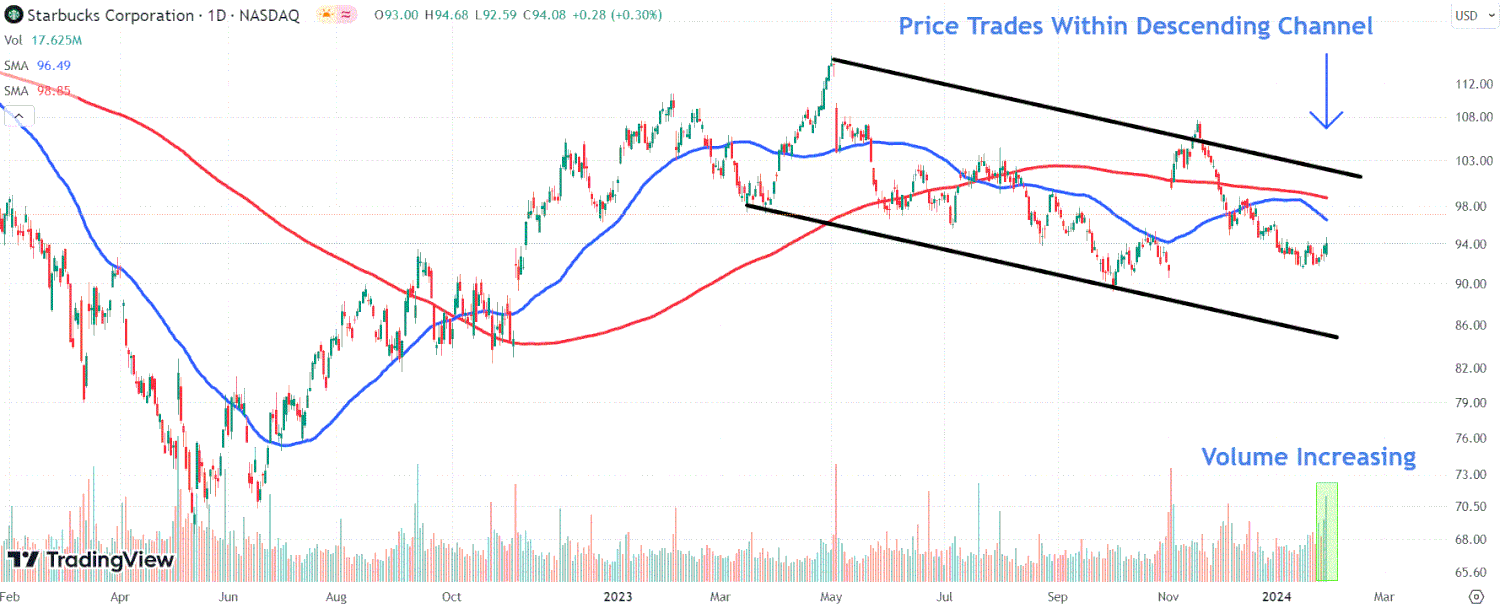 Starbucks Corporation · 1D · NASDAQ O93.00 H94.68 L92.59 C94.08 +0.28 (+0.30%)
USD
Vol 17.625M
SMA 96.49
SMA 98.85
Price Trades Within Descending Channel
112.00
108.00
103.00
98.00
94.00
90.00
86.00
82.00
79.00
76.00
Volume Increasing
73.00
70.50
68.00
65.60
TradingView
Feb Apr Jun Aug Oct 2023 Mar May Jul Sep Nov 2024 Mar